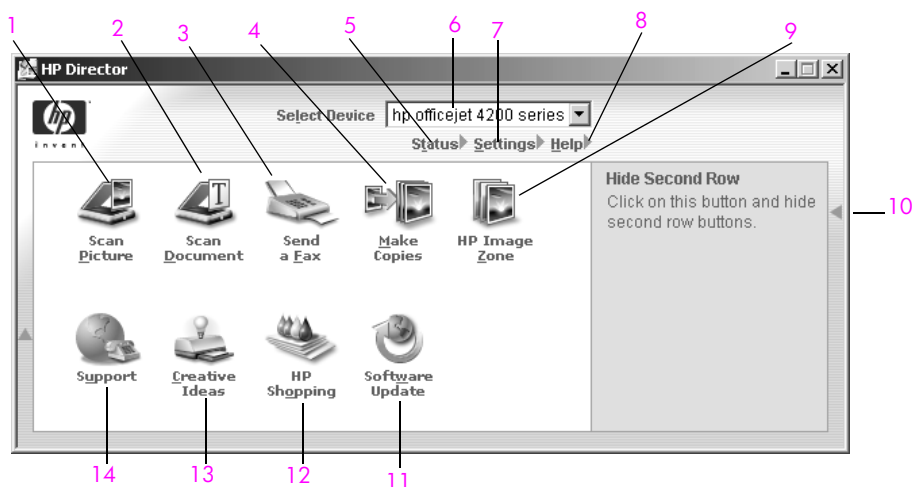 1 2 3 4 5 6 7 8 9
HP Director
hp
invent
Select Device hp officejet 4200 series
Status Settings Help
Scan
Picture
Scan
Document
Send
a Fax
Make
Copies
HP Image
Zone
Hide Second Row
Click on this button and hide
second row buttons.
10
Support
Creative
Ideas
HP
Shopping
Software
Update
14 13 12 11